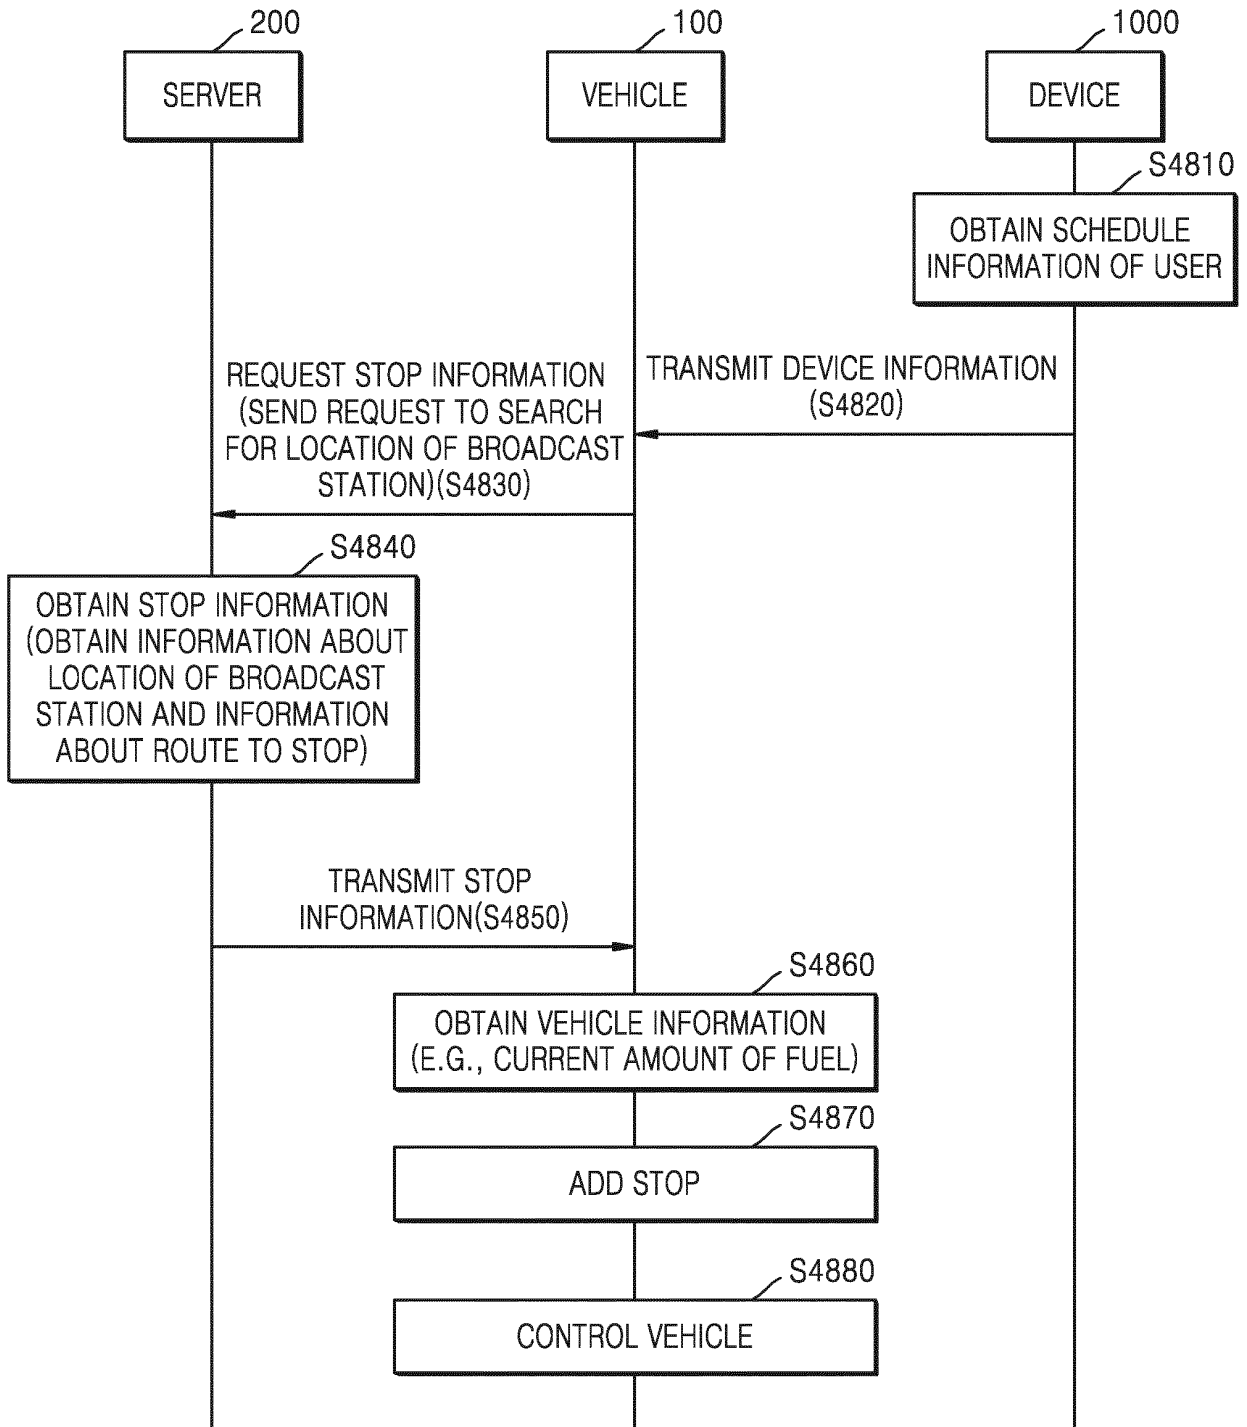 200
100
1000
SERVER
VEHICLE
DEVICE
S4810
OBTAIN SCHEDULE
INFORMATION OF USER
TRANSMIT DEVICE INFORMATION
(S4820)
REQUEST STOP INFORMATION
(SEND REQUEST TO SEARCH
FOR LOCATION OF BROADCAST
STATION)(S4830)
S4840
OBTAIN STOP INFORMATION
(OBTAIN INFORMATION ABOUT
LOCATION OF BROADCAST
STATION AND INFORMATION
ABOUT ROUTE TO STOP)
TRANSMIT STOP
INFORMATION(S4850)
S4860
OBTAIN VEHICLE INFORMATION
(E.G., CURRENT AMOUNT OF FUEL)
S4870
ADD STOP
S4880
CONTROL VEHICLE